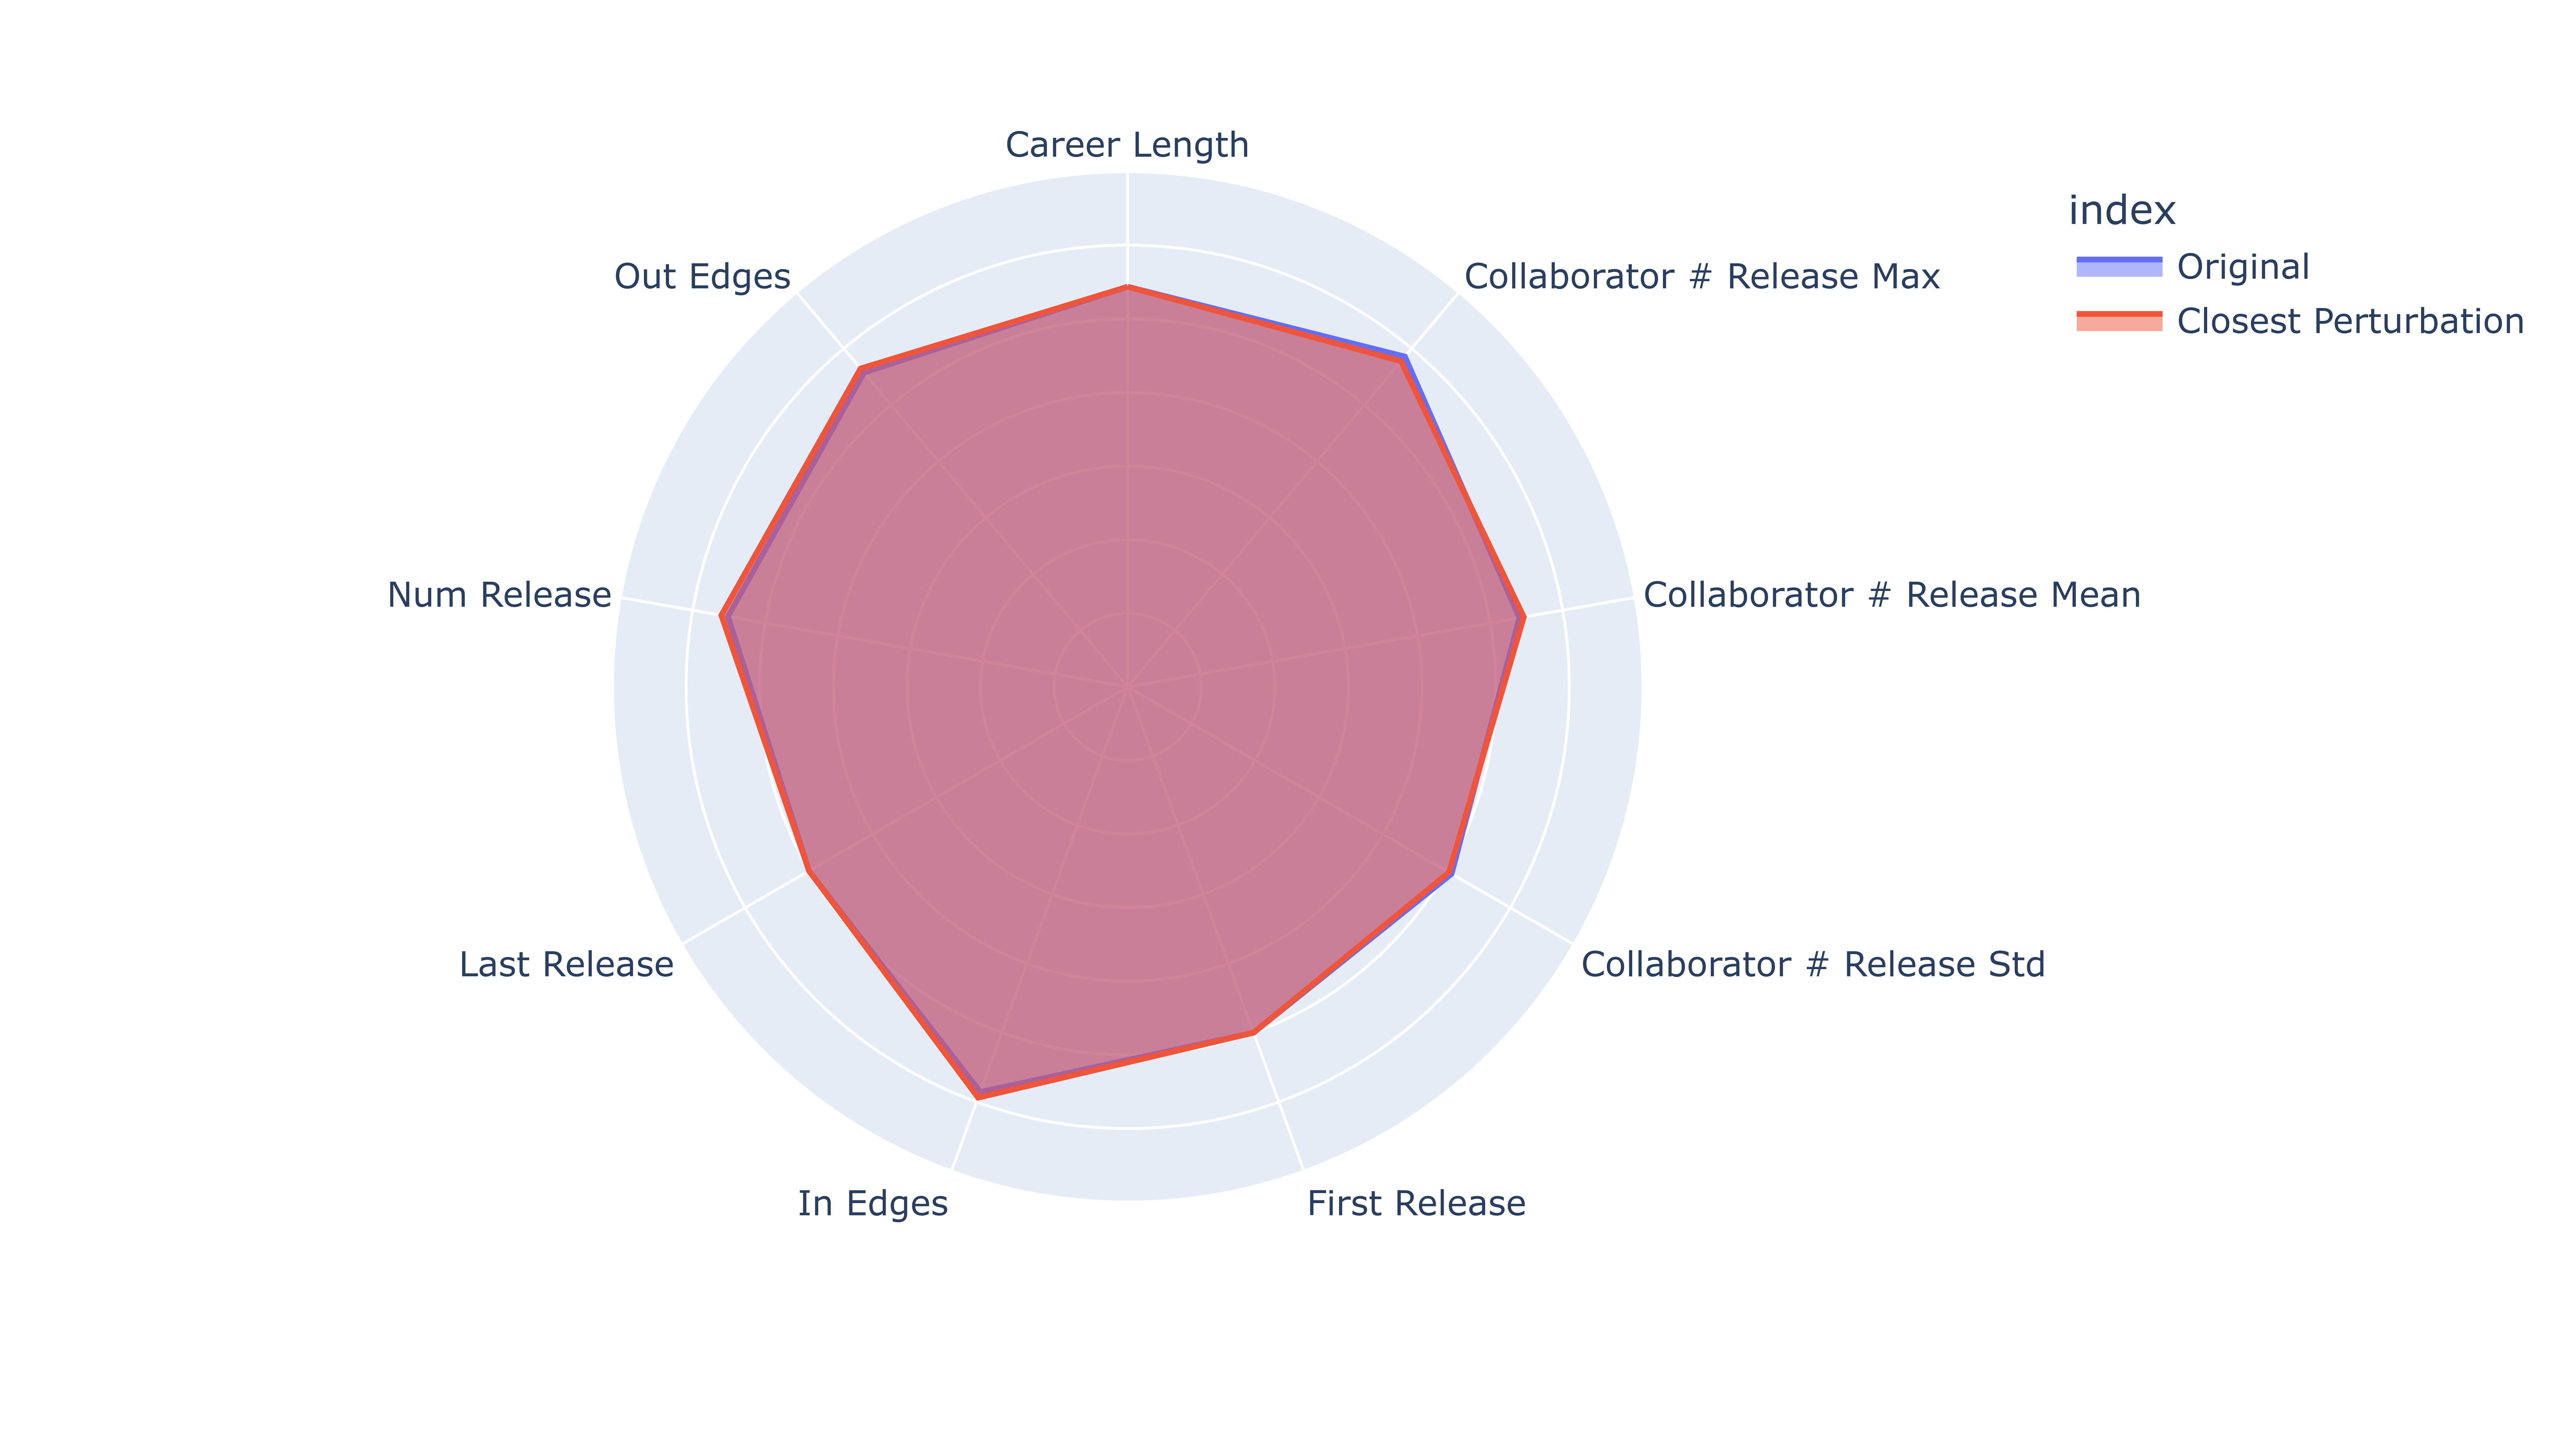 Career Length
Out Edges
Collaborator # Release Max
index
Original
Closest Perturbation
Num Release
Collaborator # Release Mean
Last Release
Collaborator # Release Std
In Edges
First Release